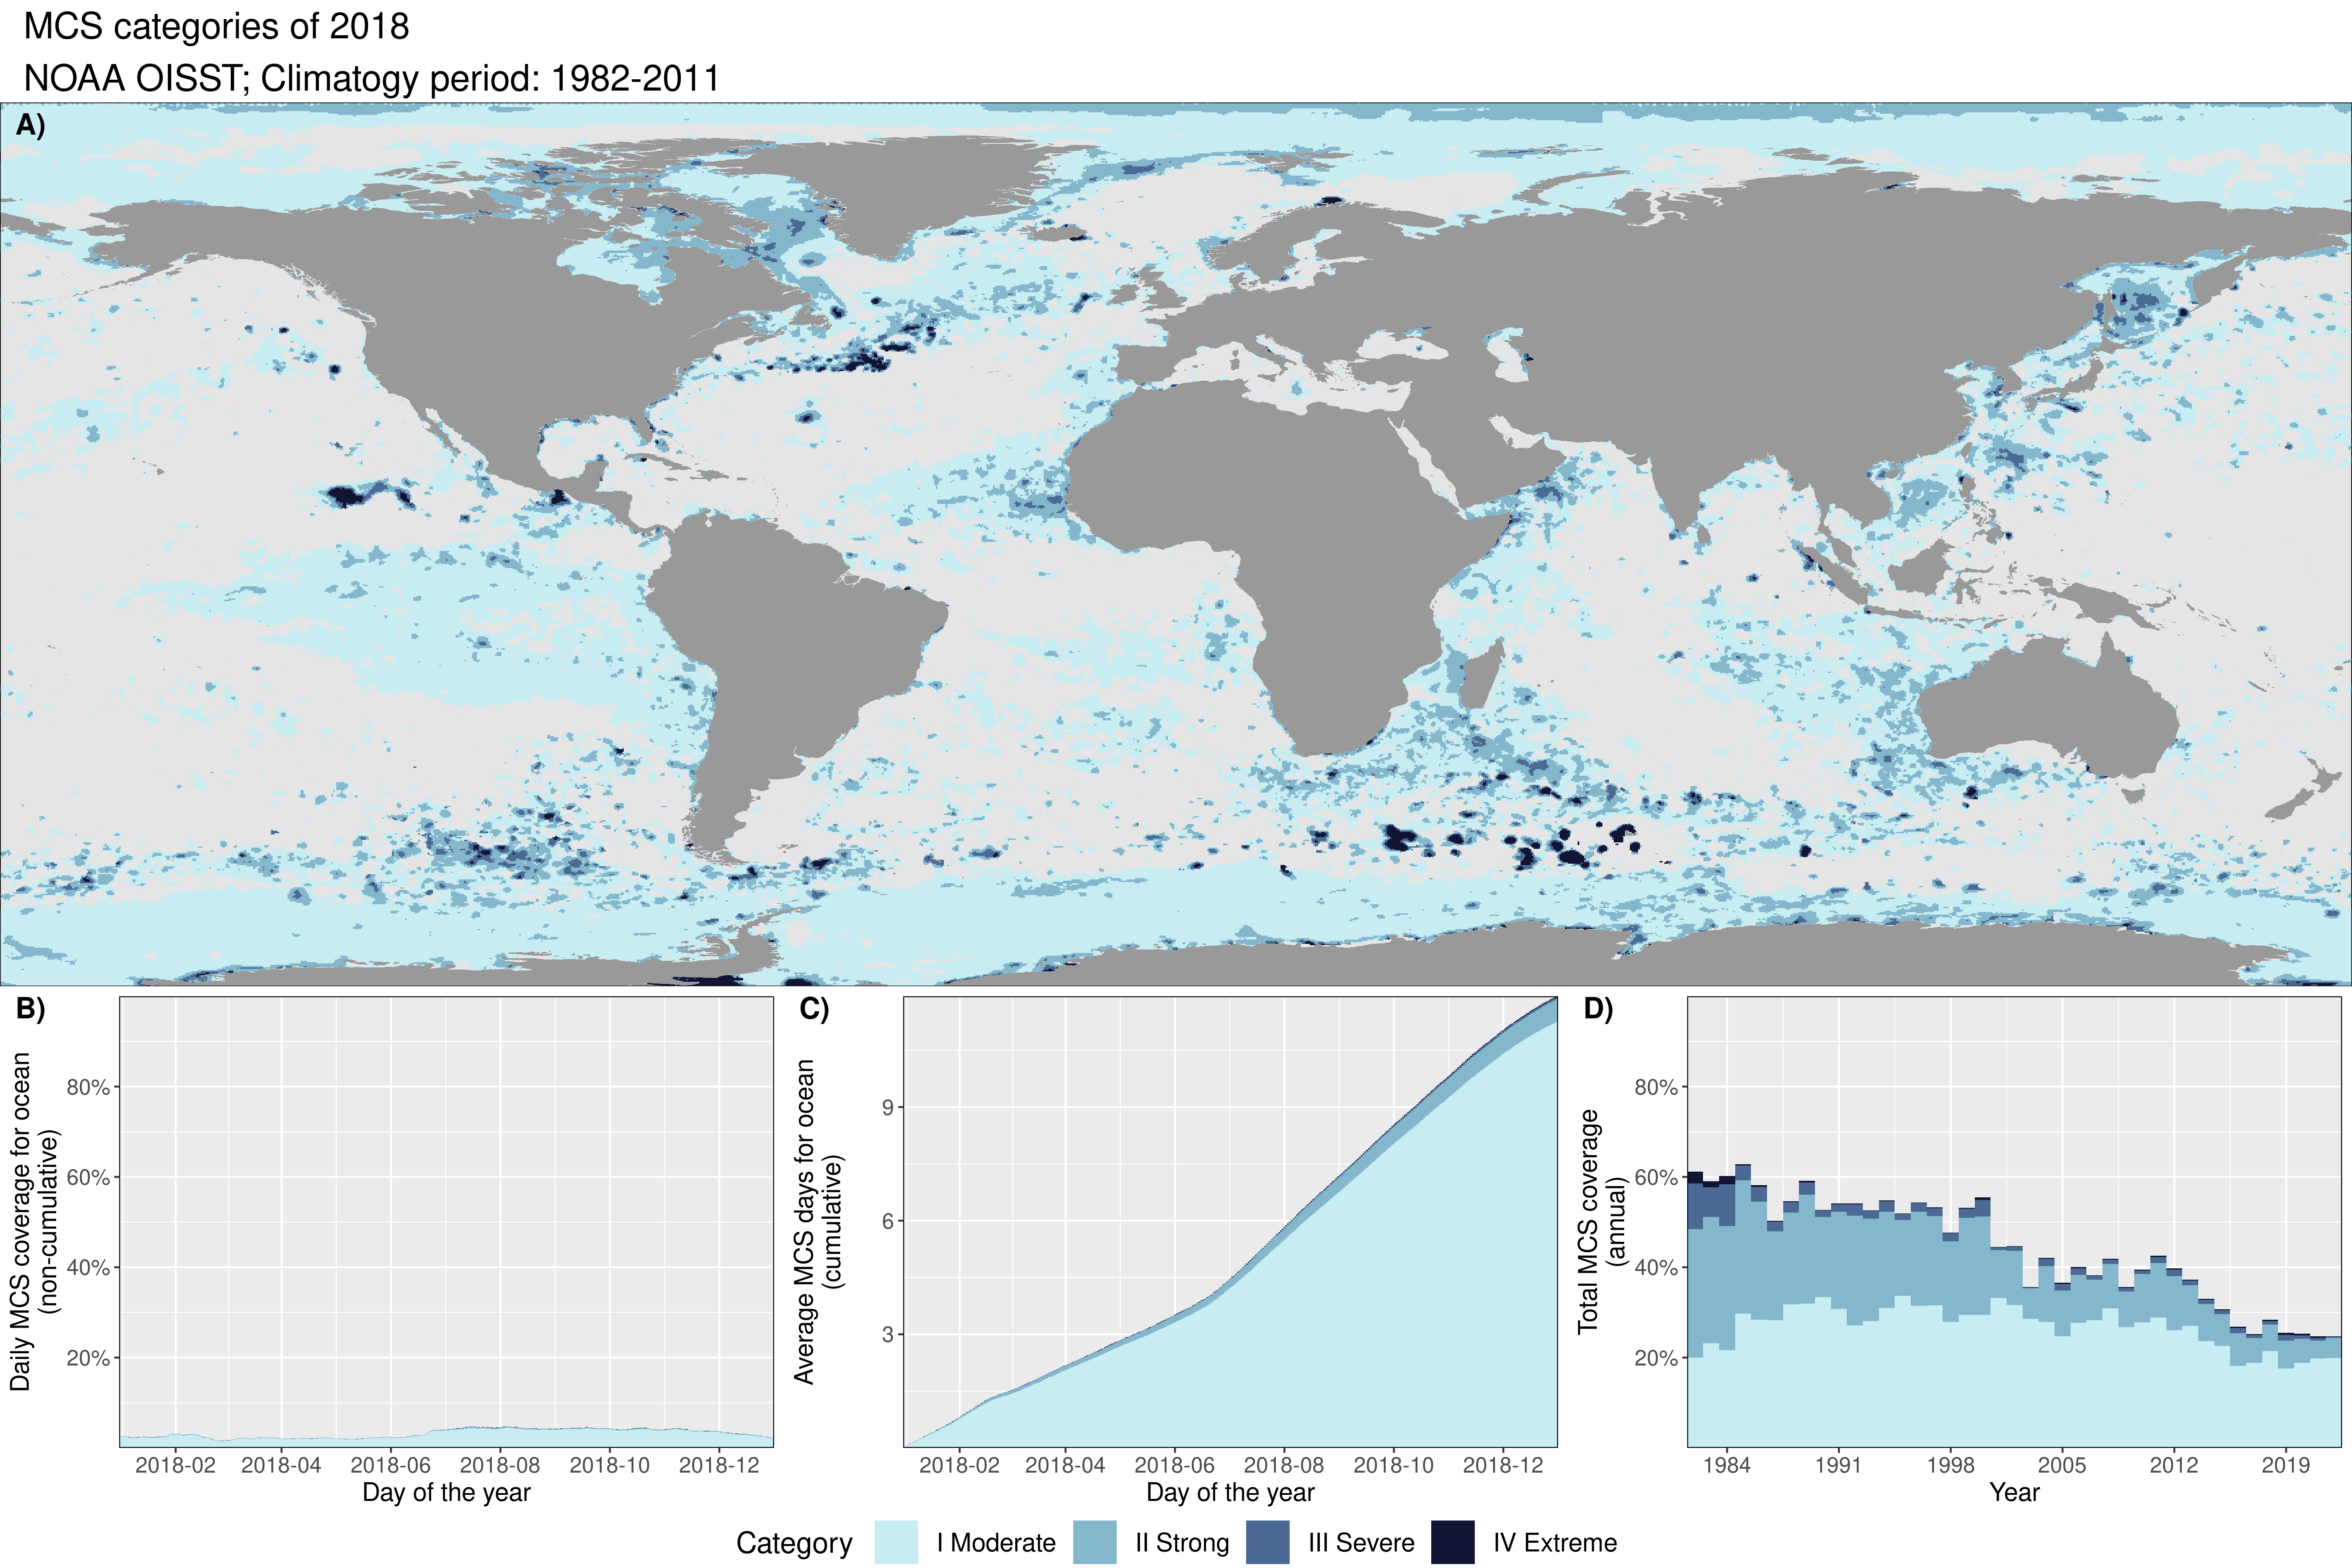 MCS categories of 2018
NOAA OISST; Climatogy period: 1982-2011
A)
B)
Daily MCS coverage for ocean
(non-cumulative)
80%
60%
40%
20%
2018-02 2018-04 2018-06 2018-08 2018-10 2018-12
Day of the year
C)
Average MCS days for ocean
(cumulative)
9
6
3
2018-02 2018-04 2018-06 2018-08 2018-10 2018-12
Day of the year
D)
Total MCS coverage
(annual)
80%
60%
40%
20%
1984 1991 1998 2005 2012 2019
Year
Category I Moderate II Strong III Severe IV Extreme